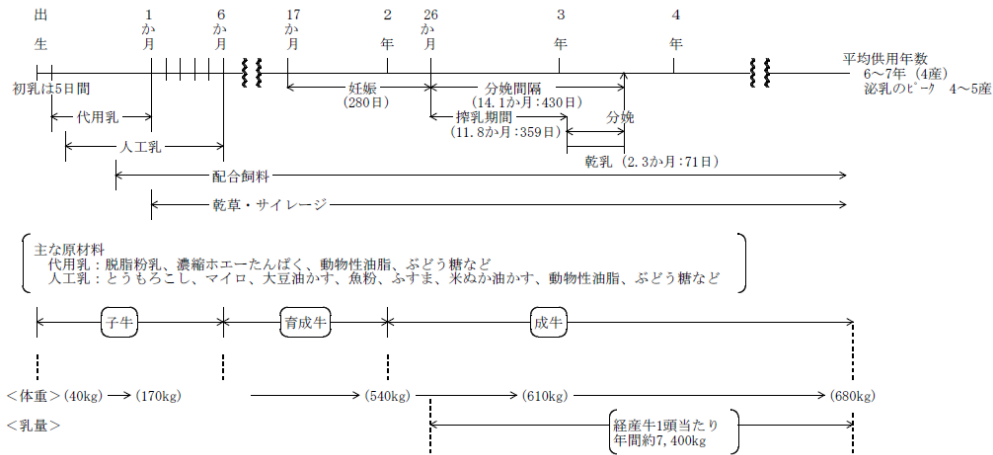 出生
1か月
6か月
17か月
2年
26か月
3年
4年
平均供用年数
6～7年（4産）
泌乳のピーク 4～5産
初乳は5日間
妊娠
(280日)
分娩間隔
(14.1か月：430日)
代用乳
搾乳期間
(11.8か月：359日)
分娩
人工乳
乾乳（2.3か月：71日）
配合飼料
乾草・サイレージ
主な原材料
代用乳：脱脂粉乳、濃縮ホエーたんぱく、動物性油脂、ぶどう糖など
人工乳：とうもろこし、マイロ、大豆油かす、魚粉、ふすま、米ぬか油かす、動物性油脂、ぶどう糖など
子牛
育成牛
成牛
＜体重＞(40kg)→(170kg) (540kg) (610kg) (680kg)
＜乳量＞
経産牛1頭当たり
年間約7,400kg